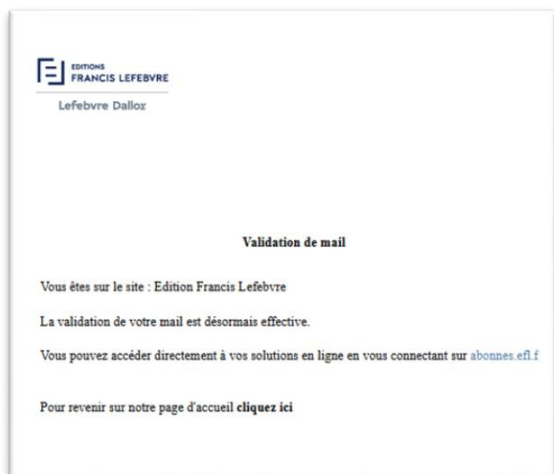 EDITIONS
FRANCIS LEFEBVRE
Lefebvre Dalloz
Validation de mail
Vous êtes sur le site : Edition Francis Lefebvre
La validation de votre mail est désormais effective.
Vous pouvez accéder directement à vos solutions en ligne en vous connectant sur abonnes.efl.f
Pour revenir sur notre page d'accueil cliquez ici